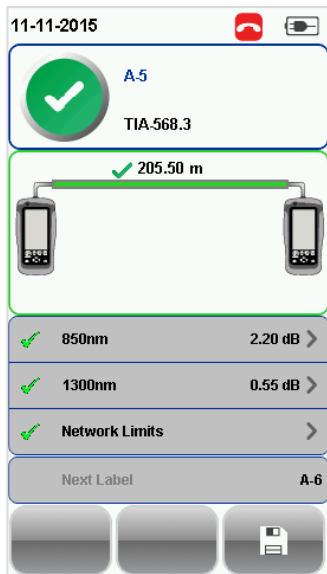 11-11-2015
A-5
TIA-568.3
205.50 m
850nm 2.20 dB
1300nm 0.55 dB
Network Limits
Next Label A-6